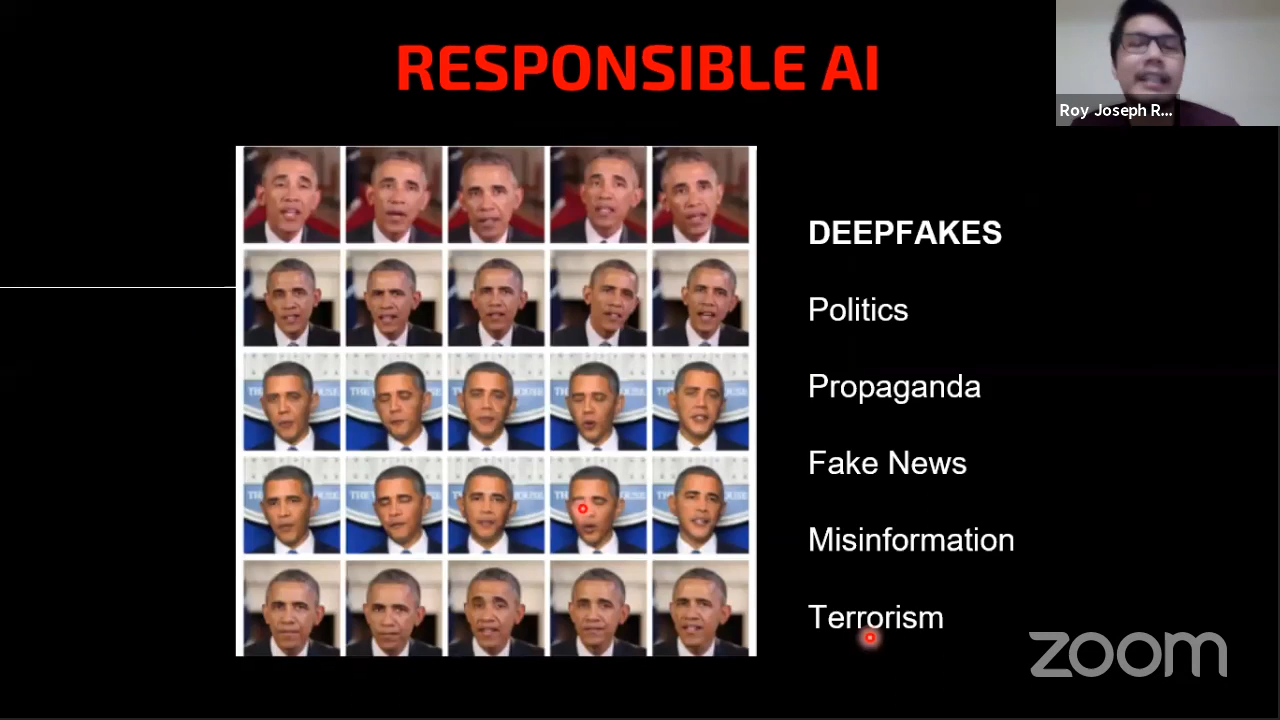 RESPONSIBLE AI
Roy Joseph R...
DEEPFAKES
Politics
Propaganda
Fake News
Misinformation
Terrorism
zoom